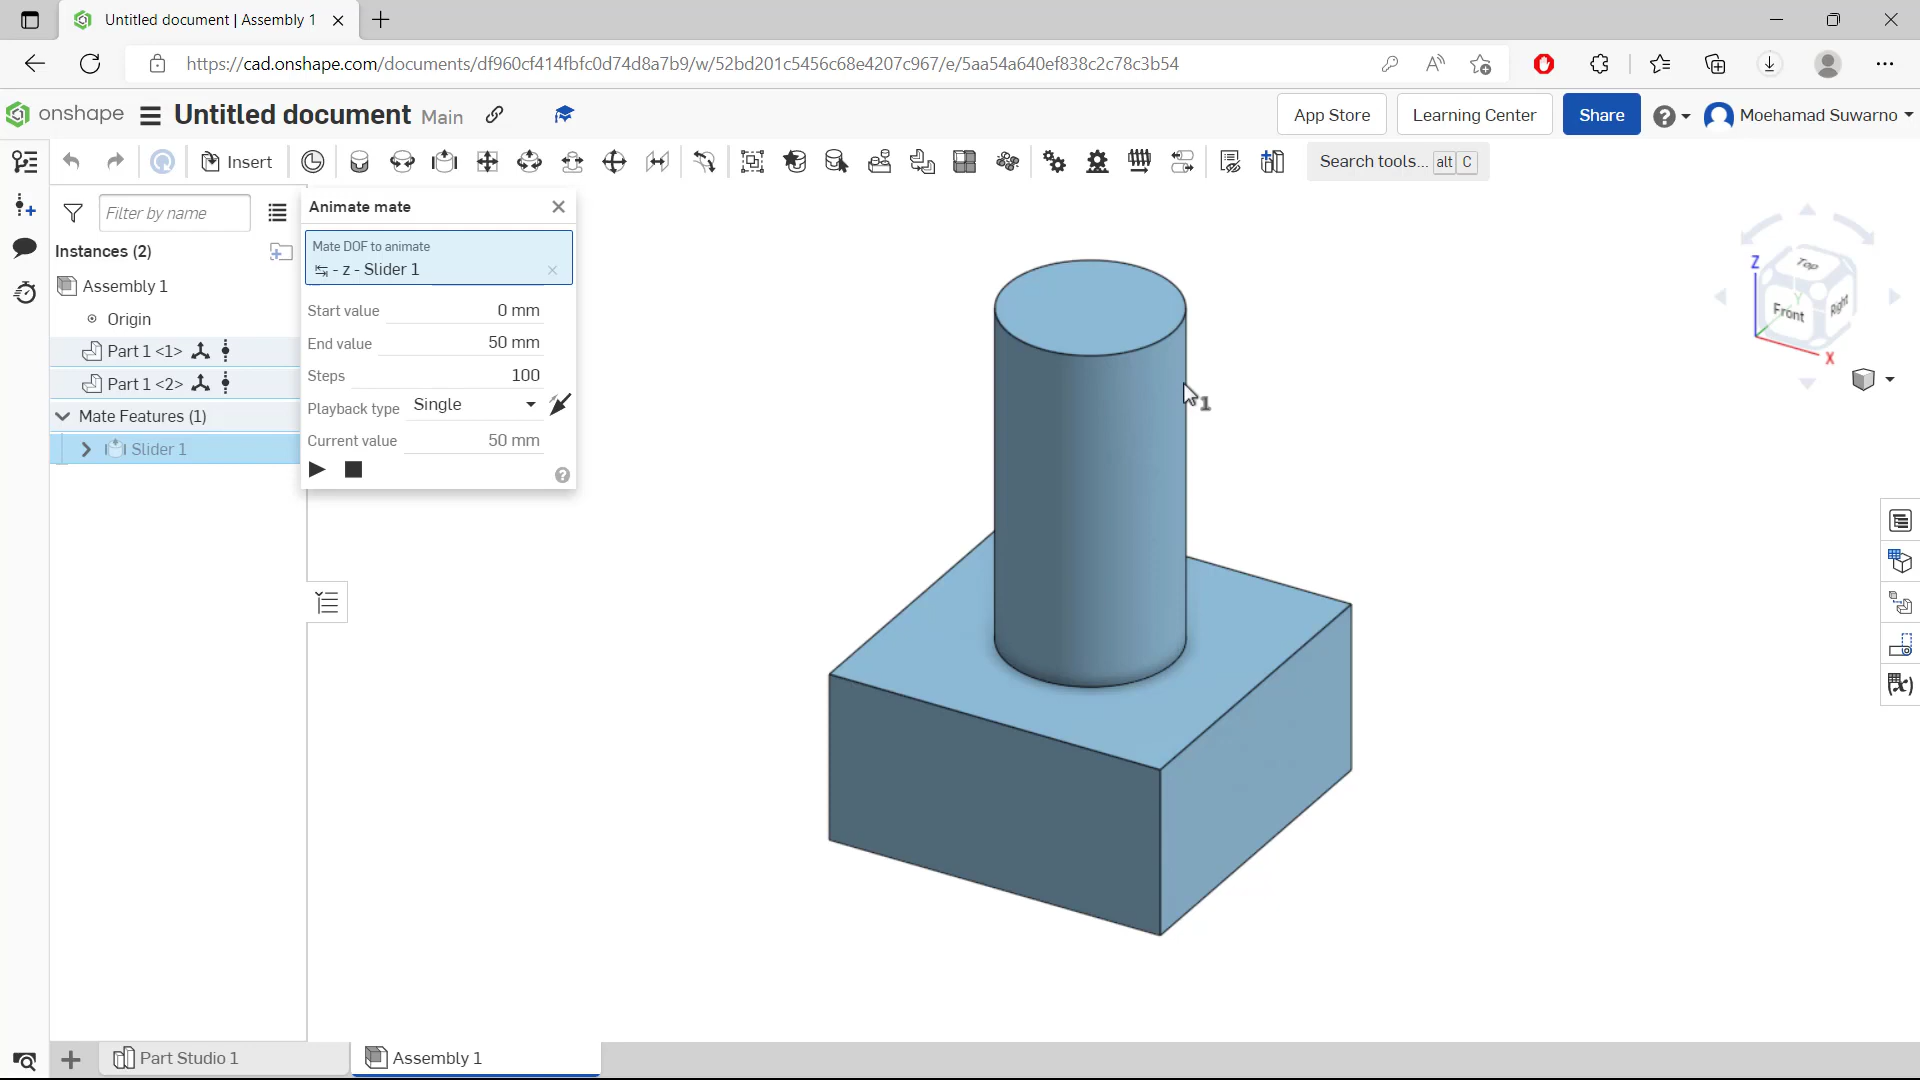 Untitled document | Assembly 1
https://cad.onshape.com/documents/df960cf414fbfc0d74d8a7b9/w/52bd201c5456c68e4207c967/e/5aa54a640ef838c2c78c3b54
onshape
Untitled document Main
App Store
Learning Center
Share
Moehamad Suwarno
Insert
Search tools... alt C
Filter by name
Instances (2)
Assembly 1
Origin
Part 1 <1>
Part 1 <2>
Mate Features (1)
Slider 1
Animate mate
Mate DOF to animate
- z - Slider 1
Start value 0 mm
End value 50 mm
Steps 100
Playback type Single
Current value 50 mm
1
Top
Front
Right
Z
Y
X
Part Studio 1
Assembly 1